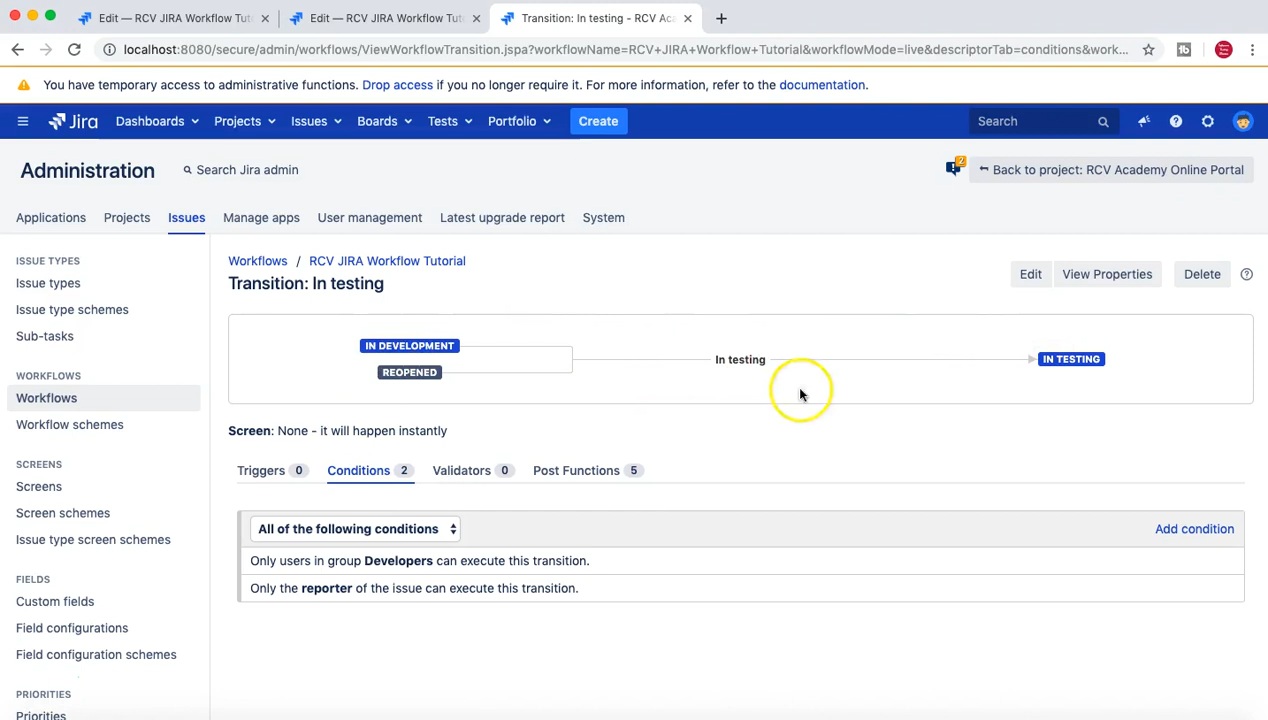 Edit — RCV JIRA Workflow Tut
Edit — RCV JIRA Workflow Tut
Transition: In testing - RCV Aca
localhost:8080/secure/admin/workflows/ViewWorkflowTransition.jspa?workflowName=RCV+JIRA+Workflow+Tutorial&workflowMode=live&descriptorTab=conditions&work...
You have temporary access to administrative functions. Drop access if you no longer require it. For more information, refer to the documentation.
Jira Dashboards Projects Issues Boards Tests Portfolio Create Search
Administration Search Jira admin 2 Back to project: RCV Academy Online Portal
Applications Projects Issues Manage apps User management Latest upgrade report System
ISSUE TYPES
Issue types
Issue type schemes
Sub-tasks
WORKFLOWS
Workflows
Workflow schemes
SCREENS
Screens
Screen schemes
Issue type screen schemes
FIELDS
Custom fields
Field configurations
Field configuration schemes
PRIORITIES
Priorities
Workflows / RCV JIRA Workflow Tutorial
Transition: In testing
Edit View Properties Delete
IN DEVELOPMENT
REOPENED
In testing
IN TESTING
Screen: None - it will happen instantly
Triggers 0 Conditions 2 Validators 0 Post Functions 5
All of the following conditions Add condition
Only users in group Developers can execute this transition.
Only the reporter of the issue can execute this transition.